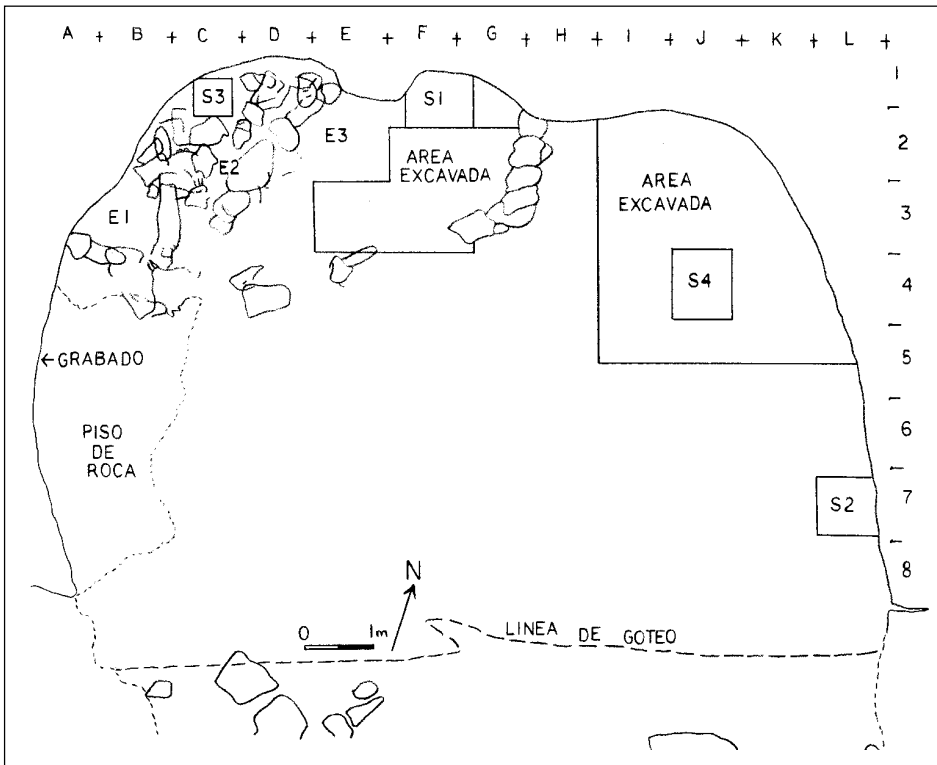 A + B + C + D + E + F + G + H + I + J + K + L +
1
S3
S1
E3
2
E2
AREA
EXCAVADA
AREA
EXCAVADA
E1
3
S4
4
←GRABADO
5
PISO
DE
ROCA
6
S2
7
8
N
0 1m
LINEA DE GOTEO